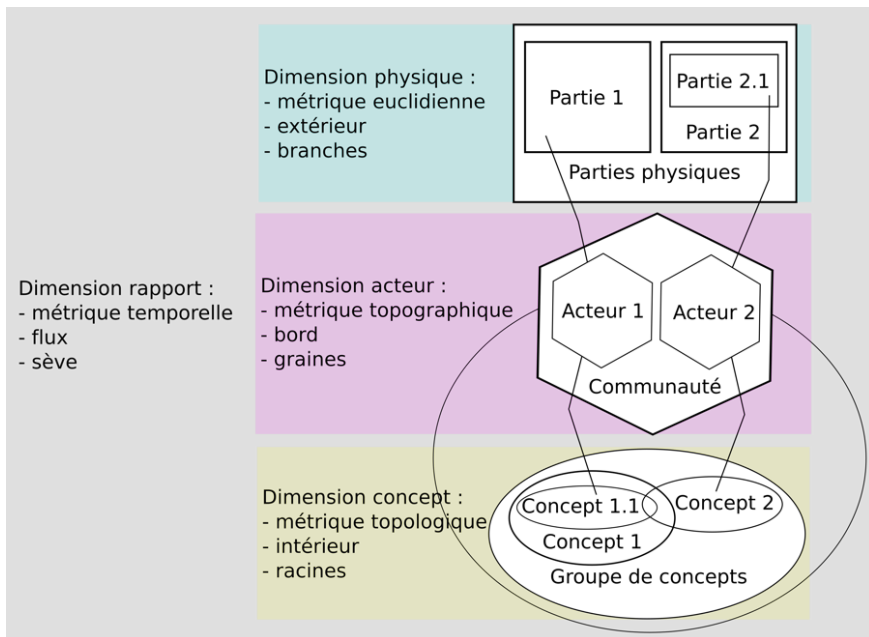 Dimension physique :
- métrique euclidienne
- extérieur
- branches
Partie 1
Partie 2.1
Partie 2
Parties physiques
Dimension rapport :
- métrique temporelle
- flux
- sève
Dimension acteur :
- métrique topographique
- bord
- graines
Acteur 1
Acteur 2
Communauté
Dimension concept :
- métrique topologique
- intérieur
- racines
Concept 1.1
Concept 2
Concept 1
Groupe de concepts